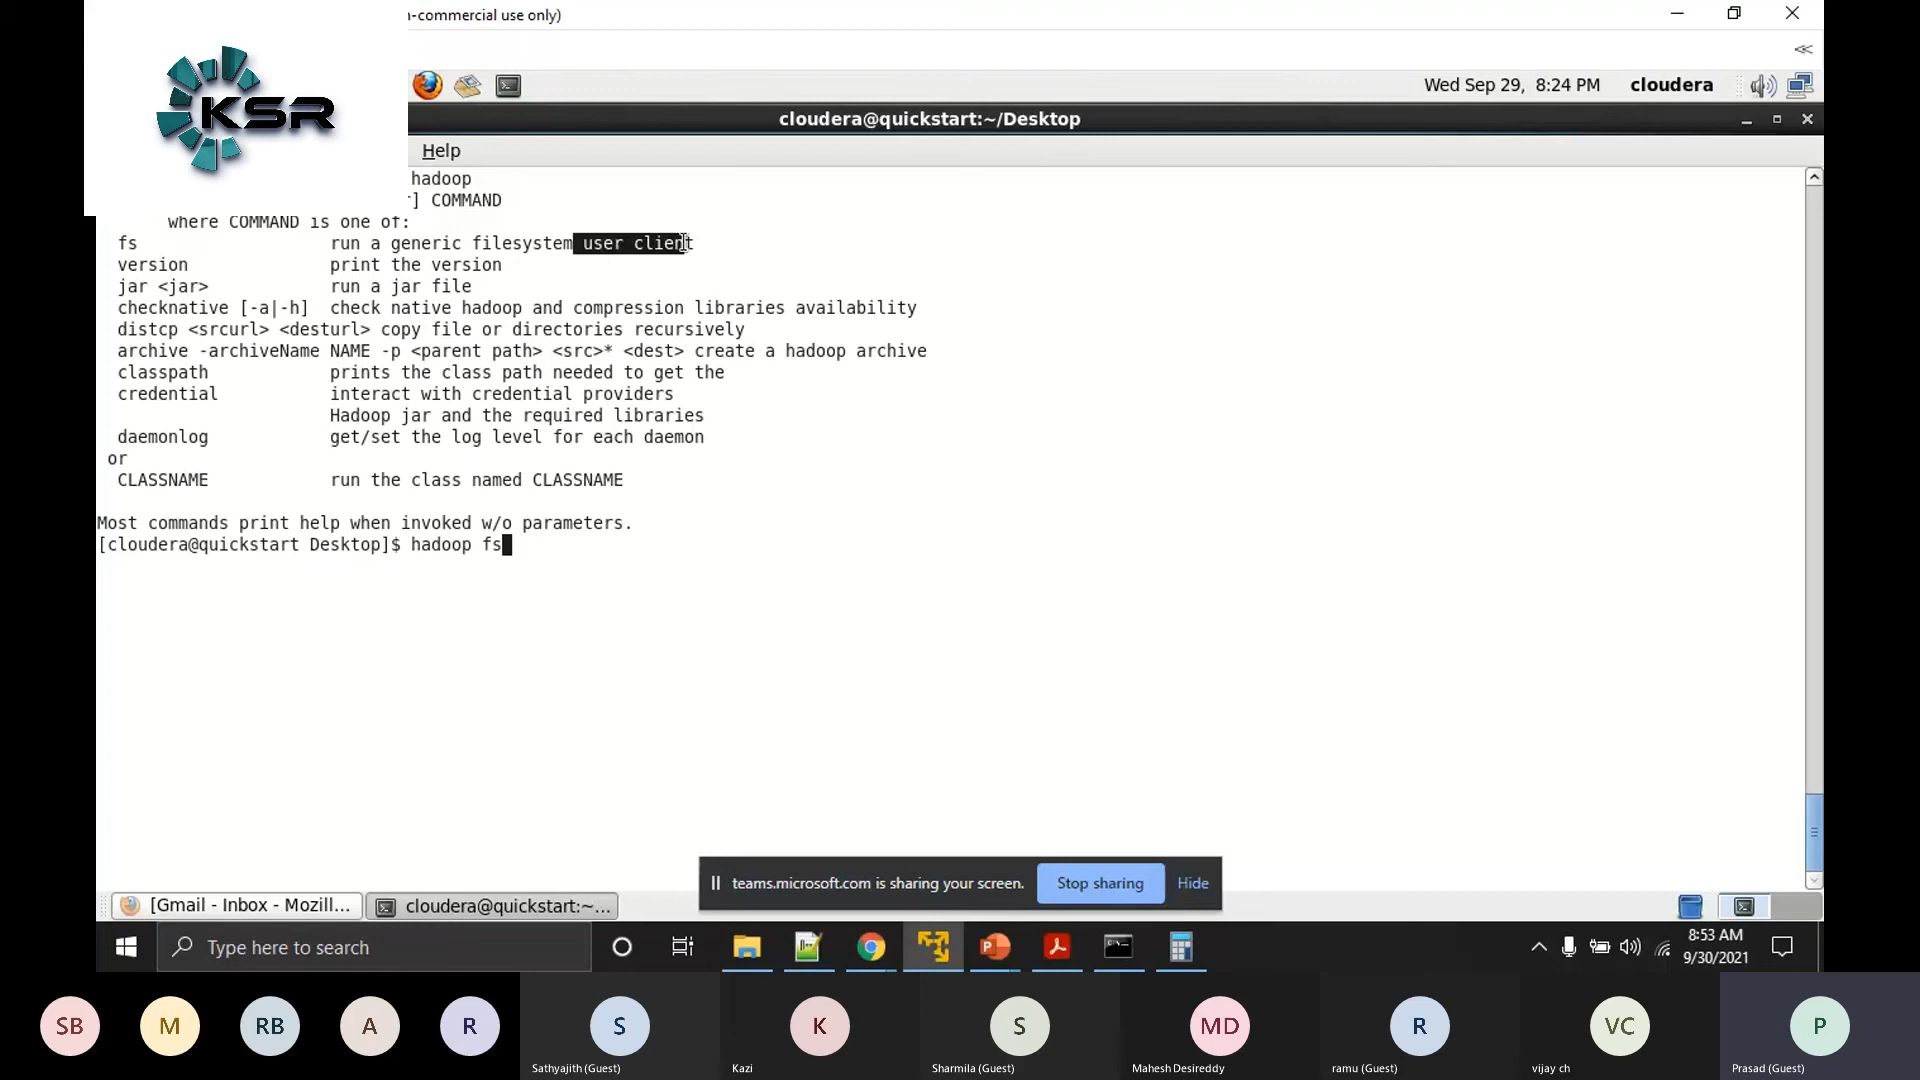 -commercial use only)
KSR
Wed Sep 29, 8:24 PM cloudera
cloudera@quickstart:~/Desktop
Help
hadoop
] COMMAND
where COMMAND is one of:
fs run a generic filesystem user client
version print the version
jar <jar> run a jar file
checknative [-a|-h] check native hadoop and compression libraries availability
distcp <srcurl> <desturl> copy file or directories recursively
archive -archiveName NAME -p <parent path> <src>* <dest> create a hadoop archive
classpath prints the class path needed to get the
credential interact with credential providers
Hadoop jar and the required libraries
daemonlog get/set the log level for each daemon
or
CLASSNAME run the class named CLASSNAME
Most commands print help when invoked w/o parameters.
[cloudera@quickstart Desktop]$ hadoop fs
teams.microsoft.com is sharing your screen. Stop sharing Hide
[Gmail - Inbox - Mozill... cloudera@quickstart:~...
Type here to search
8:53 AM
9/30/2021
SB M RB A R S K S MD R VC P
Sathyajith (Guest) Kazi Sharmila (Guest) Mahesh Desireddy ramu (Guest) vijay ch Prasad (Guest)